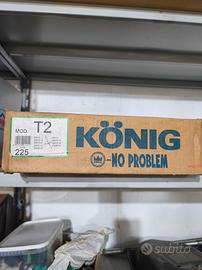 MOD.
T2
225
KÖNIG
-NO PROBLEM
subito